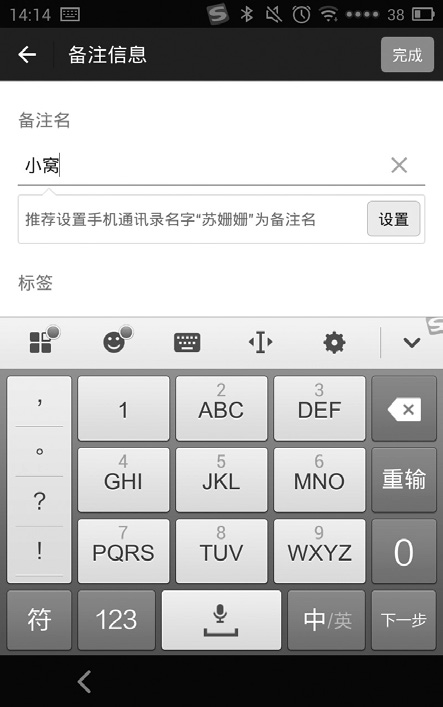 14:14 38
备注信息 完成
备注名
小窝
推荐设置手机通讯录名字“苏姗姗”为备注名 设置
标签
， 1 2 ABC 3 DEF
。 4 GHI 5 JKL 6 MNO 重输
？ 7 PQRS 8 TUV 9 WXYZ 0
！
符 123 中/英 下一步